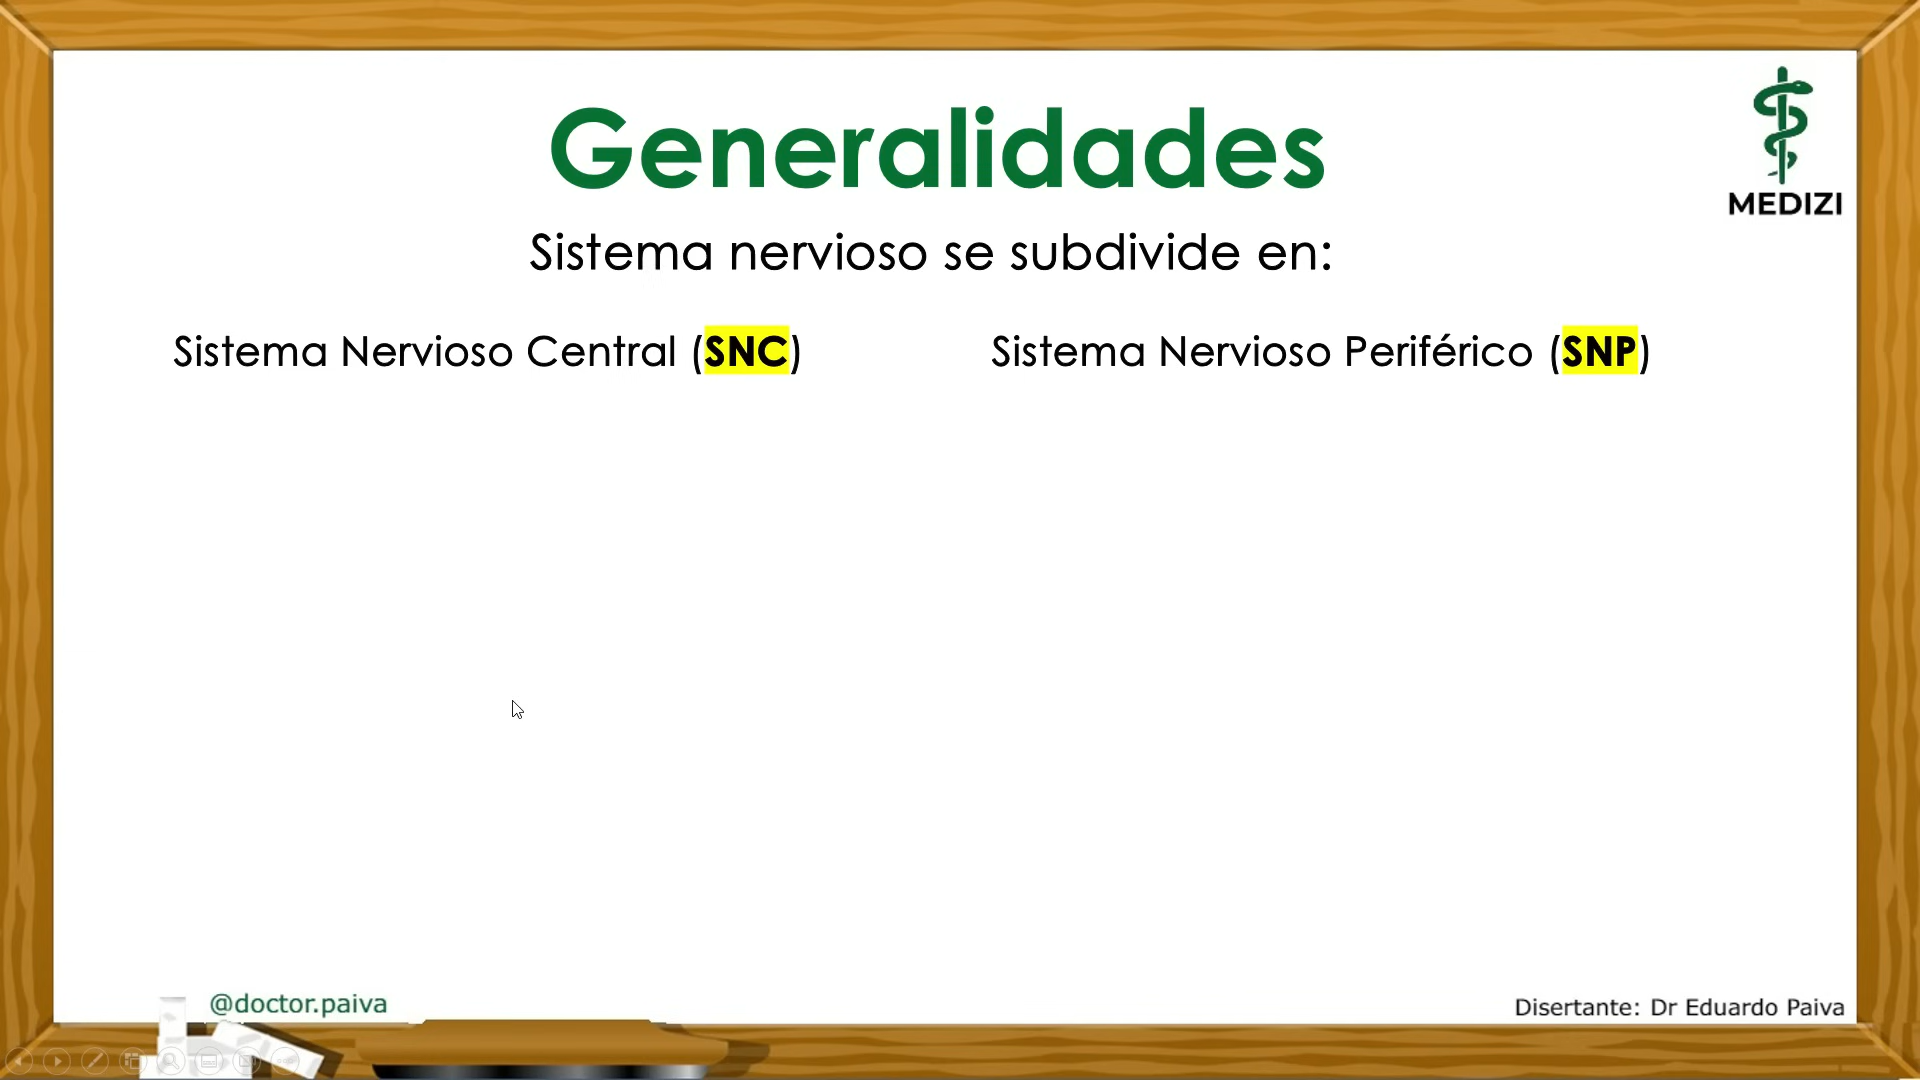 Generalidades
MEDIZI
Sistema nervioso se subdivide en:
Sistema Nervioso Central (SNC)
Sistema Nervioso Periférico (SNP)
@doctor.paiva
Disertante: Dr Eduardo Paiva